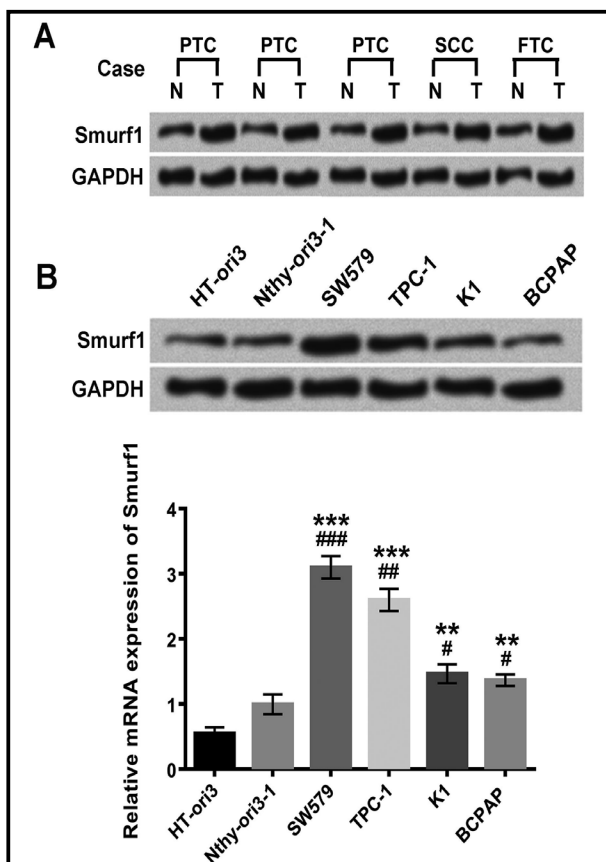 A
PTC PTC PTC SCC FTC
Case
N T N T N T N T N T
Smurf1
GAPDH
B
HT-ori3 Nthy-ori3-1 SW579 TPC-1 K1 BCPAP
Smurf1
GAPDH
Relative mRNA expression of Smurf1
4
3
2
1
0
*** *** ** **
### ## # #
HT-ori3 Nthy-ori3-1 SW579 TPC-1 K1 BCPAP